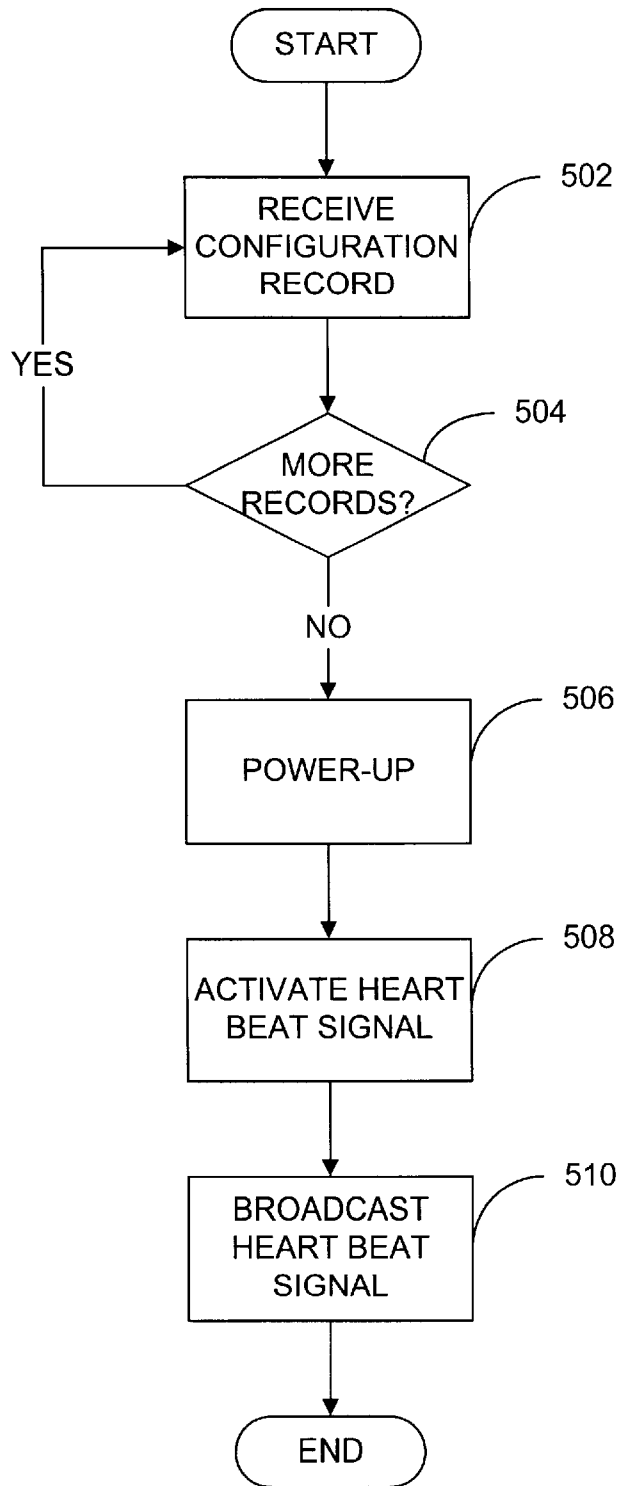 START
502
RECEIVE
CONFIGURATION
RECORD
YES
504
MORE
RECORDS?
NO
506
POWER-UP
508
ACTIVATE HEART
BEAT SIGNAL
510
BROADCAST
HEART BEAT
SIGNAL
END